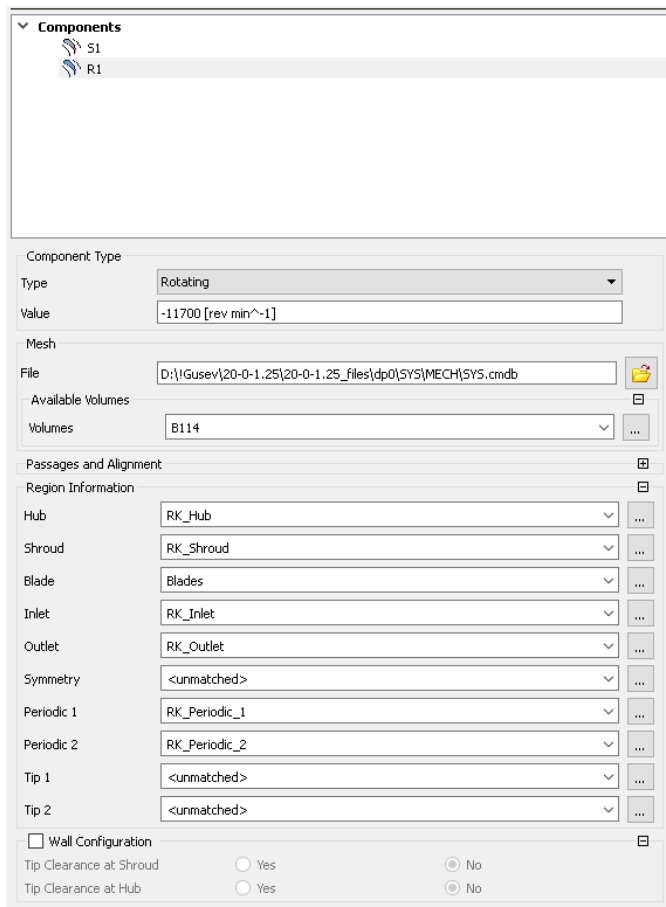 Components
S1
R1
Component Type
Type Rotating
Value -11700 [rev min^-1]
Mesh
File D:\!Gusev\20-0-1.25\20-0-1.25_files\dp0\SYS\MECH\SYS.cmdb
Available Volumes
Volumes B114 ...
Passages and Alignment
Region Information
Hub RK_Hub ...
Shroud RK_Shroud ...
Blade Blades ...
Inlet RK_Inlet ...
Outlet RK_Outlet ...
Symmetry <unmatched> ...
Periodic 1 RK_Periodic_1 ...
Periodic 2 RK_Periodic_2 ...
Tip 1 <unmatched> ...
Tip 2 <unmatched> ...
Wall Configuration
Tip Clearance at Shroud Yes No
Tip Clearance at Hub Yes No